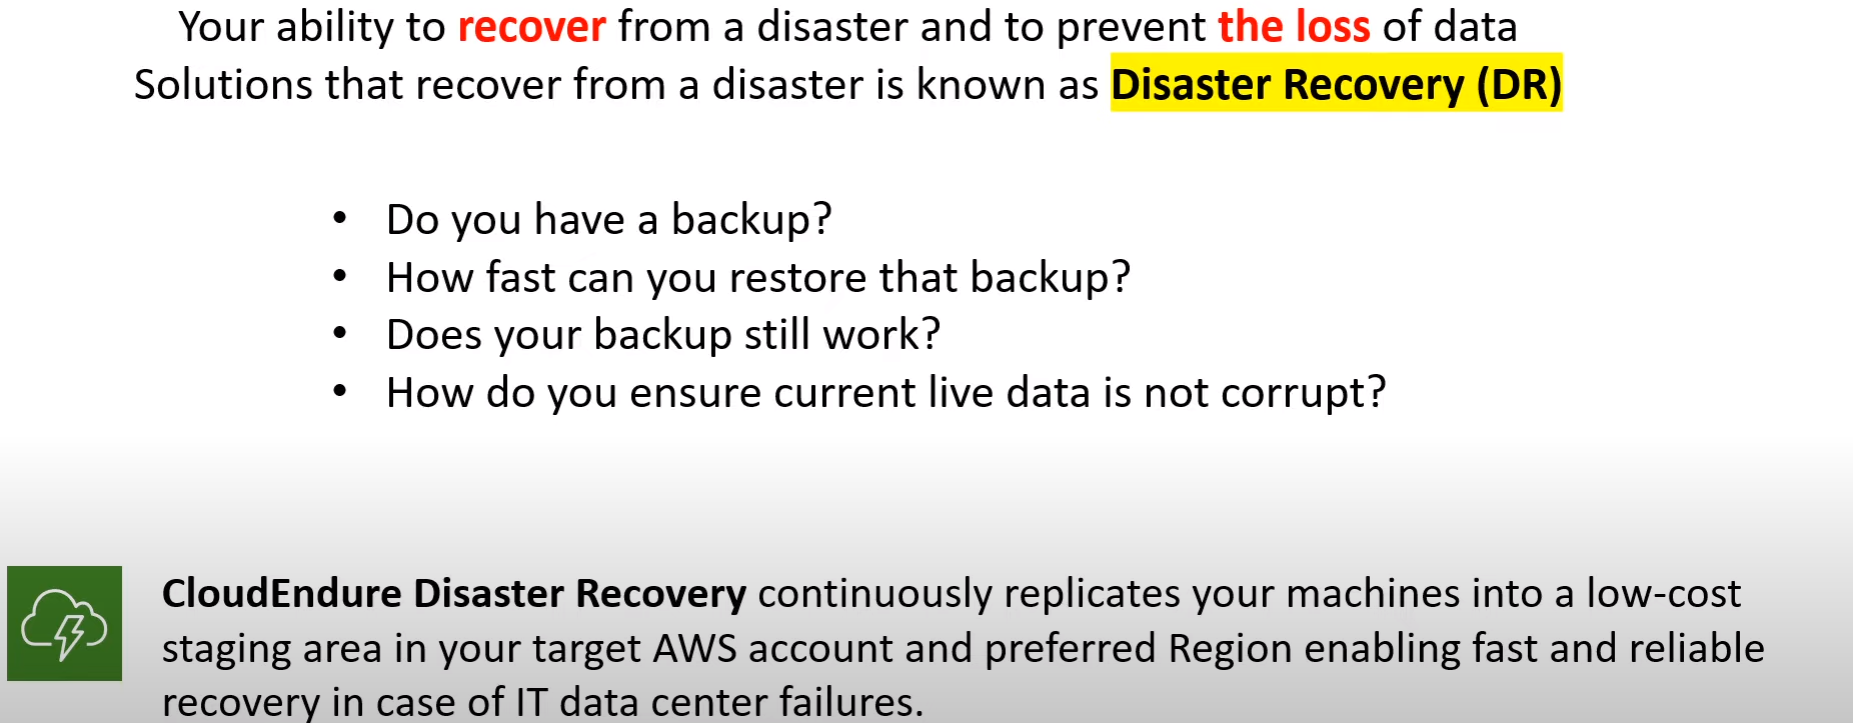 Your ability to recover from a disaster and to prevent the loss of data
Solutions that recover from a disaster is known as Disaster Recovery (DR)
• Do you have a backup?
• How fast can you restore that backup?
• Does your backup still work?
• How do you ensure current live data is not corrupt?
CloudEndure Disaster Recovery continuously replicates your machines into a low-cost
staging area in your target AWS account and preferred Region enabling fast and reliable
recovery in case of IT data center failures.